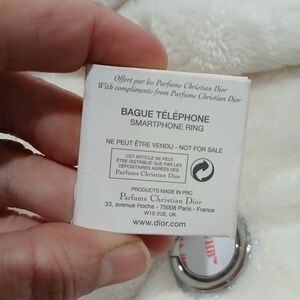 Offert par les Parfums Christian Dior
With compliments from Parfums Christian Dior
BAGUE TÉLÉPHONE
SMARTPHONE RING
NE PEUT ÊTRE VENDU - NOT FOR SALE
CET ARTICLE NE PEUT
ÊTRE DISTRIBUÉ QUE PAR LES
DÉPOSITAIRES AGRÉÉS DES
Parfums Christian Dior
PRODUCTS MADE IN PRC
Parfums Christian Dior
33, avenue Hoche - 75008 Paris - France
W1S 2UE, UK
www.dior.com